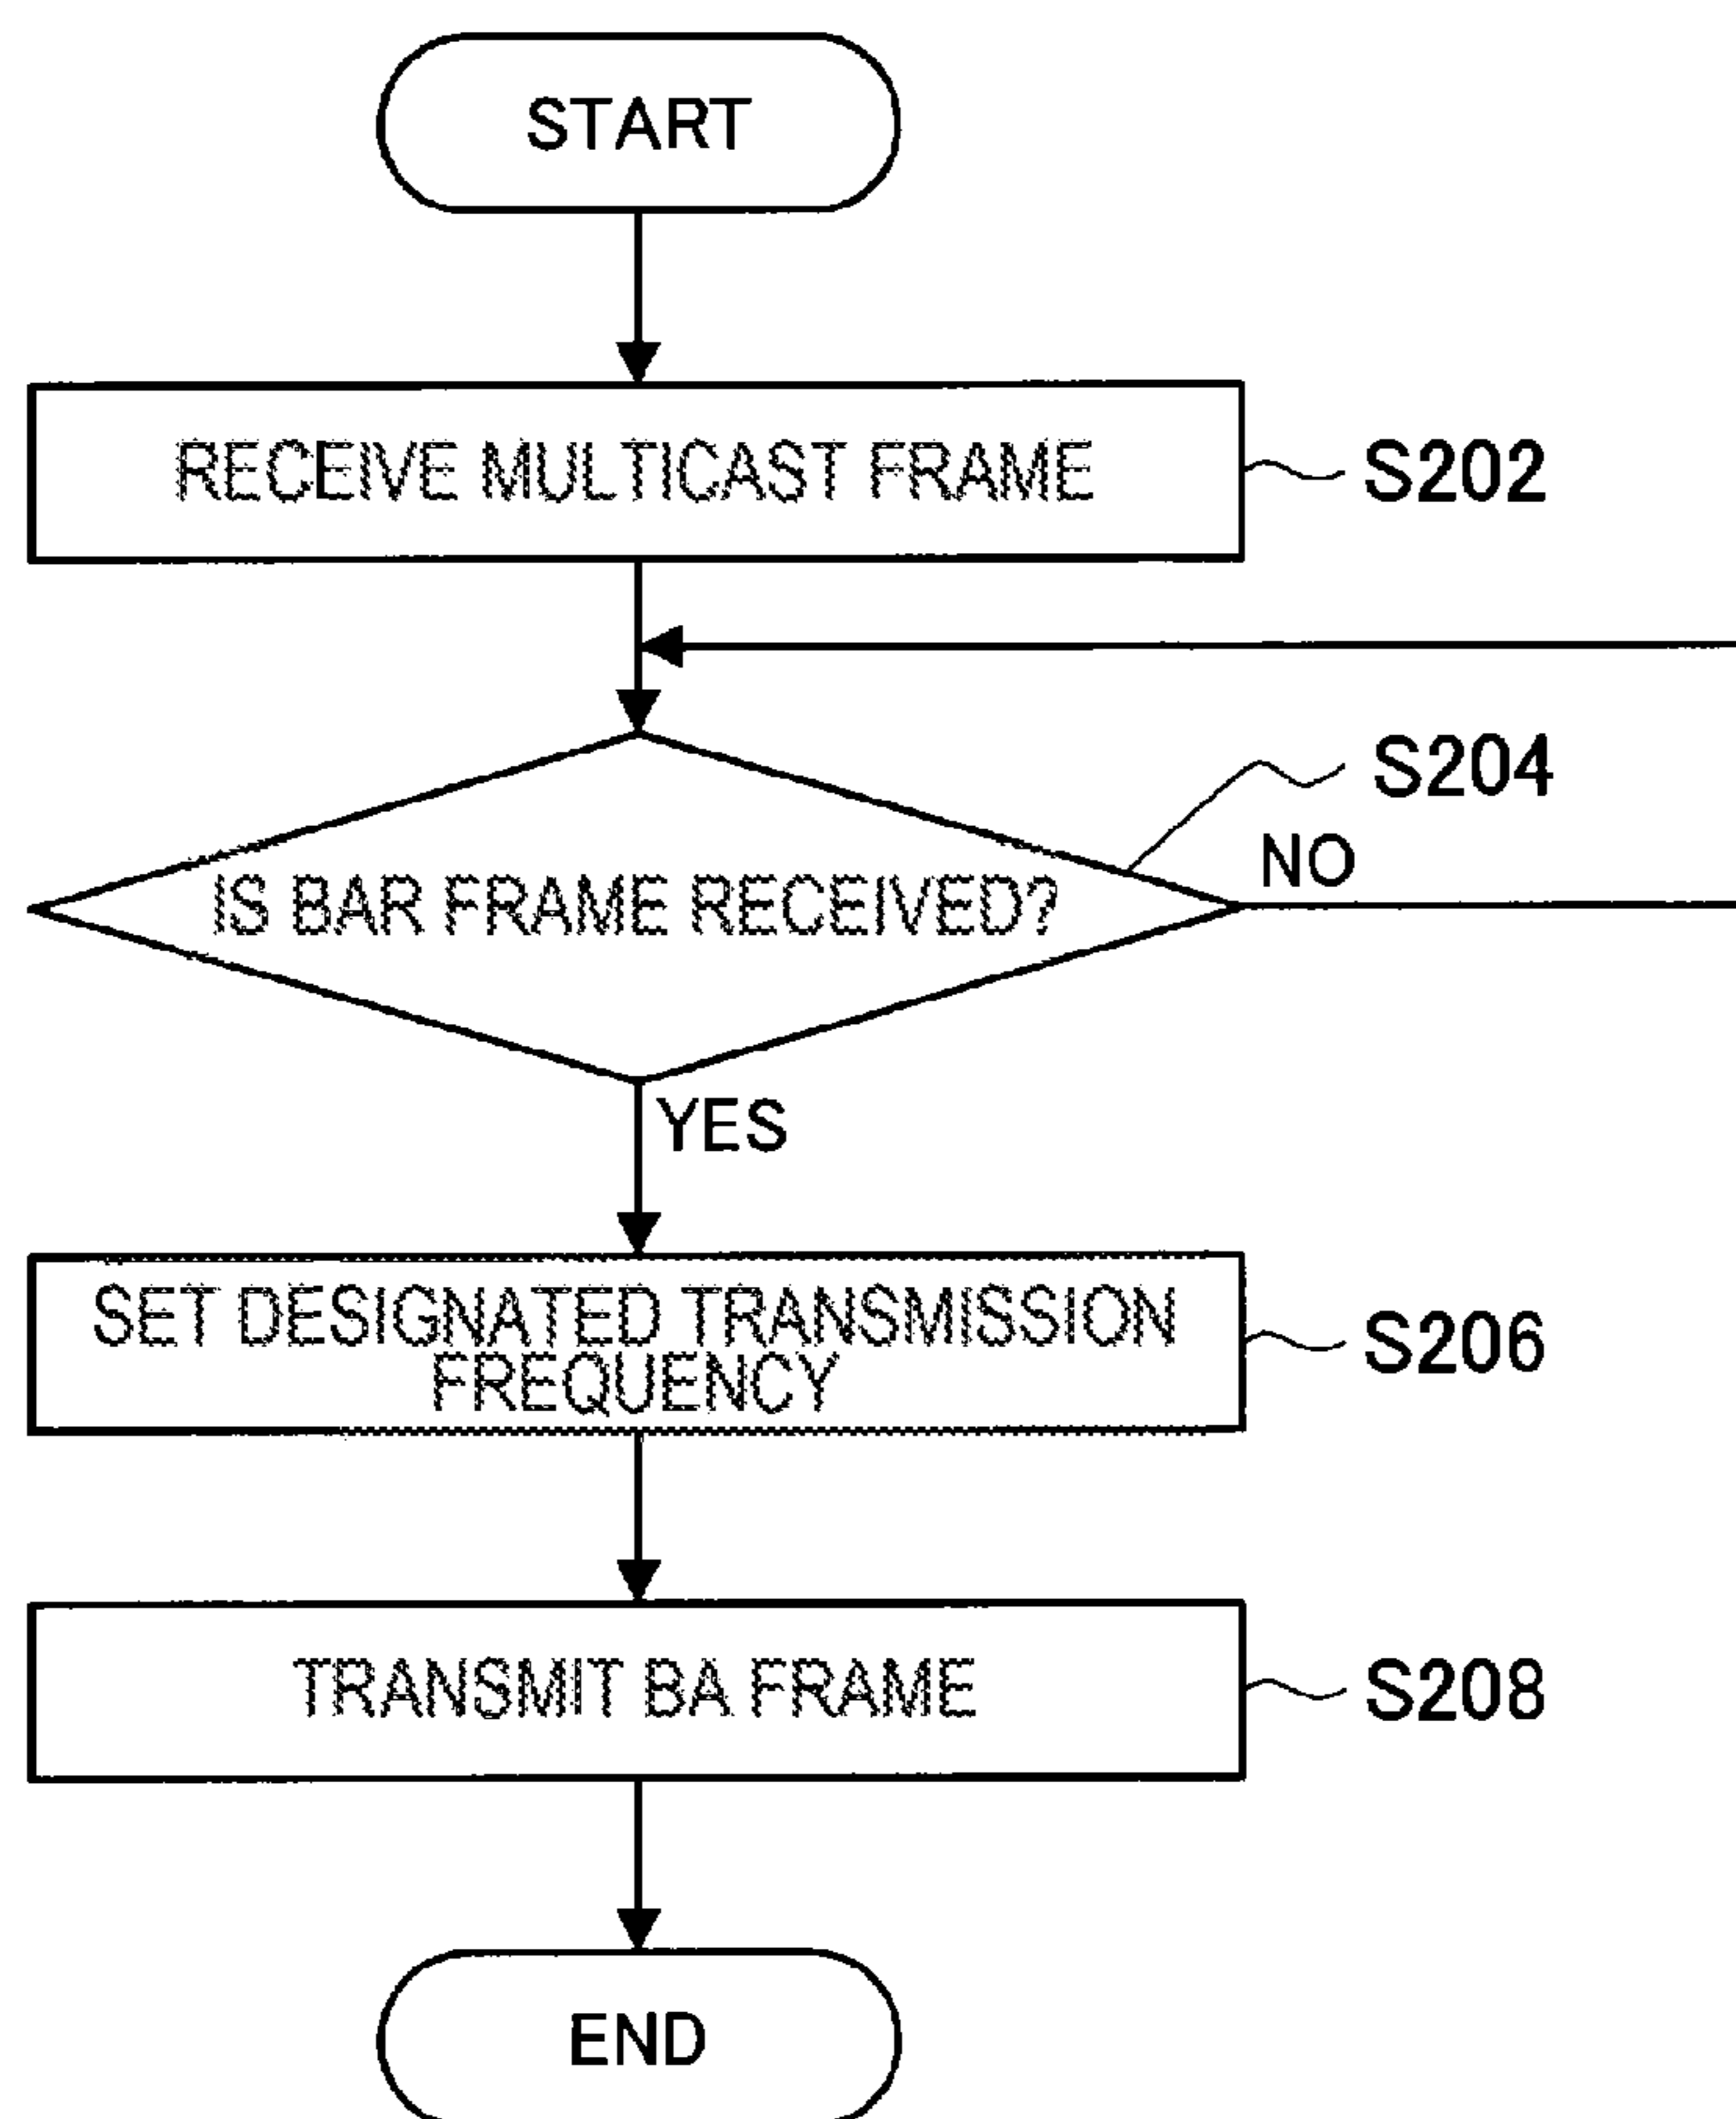 START
RECEIVE MULTICAST FRAME
S202
S204
NO
IS BAR FRAME RECEIVED?
YES
SET DESIGNATED TRANSMISSION
FREQUENCY
S206
TRANSMIT BA FRAME
S208
END